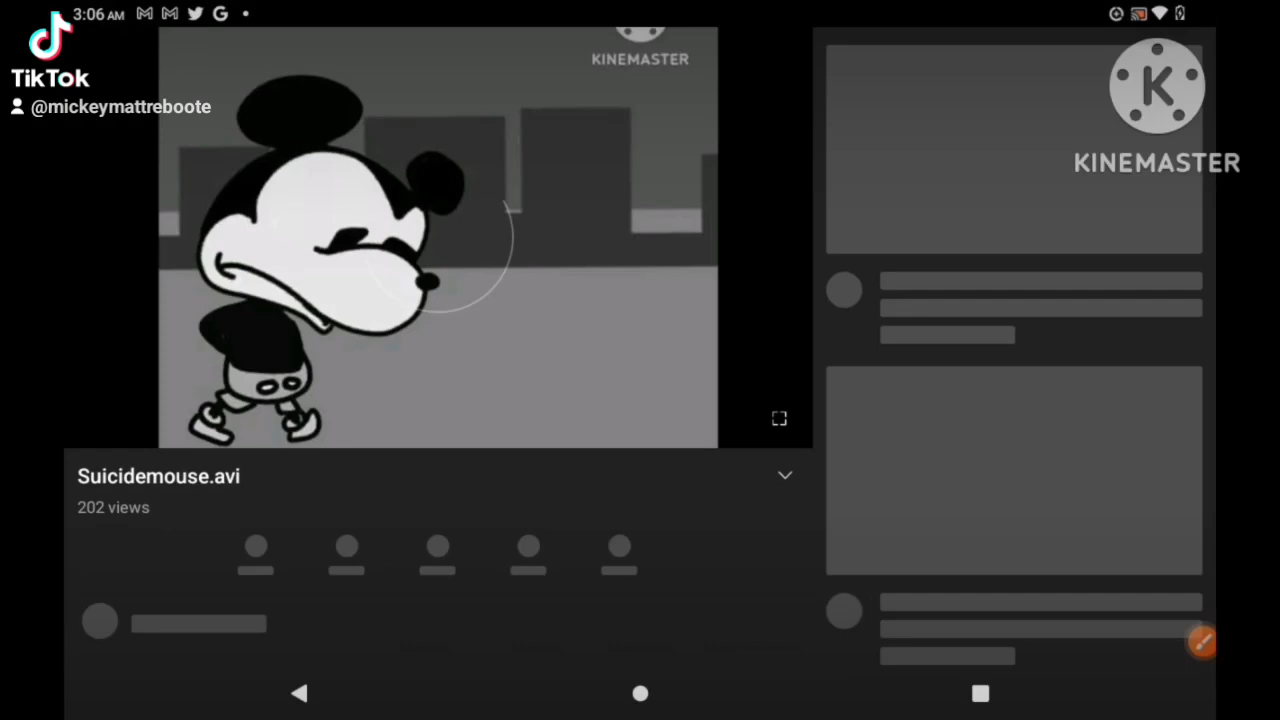 3:06 AM
TikTok
@mickeymattreboote
KINEMASTER
K
KINEMASTER
Suicidemouse.avi
202 views